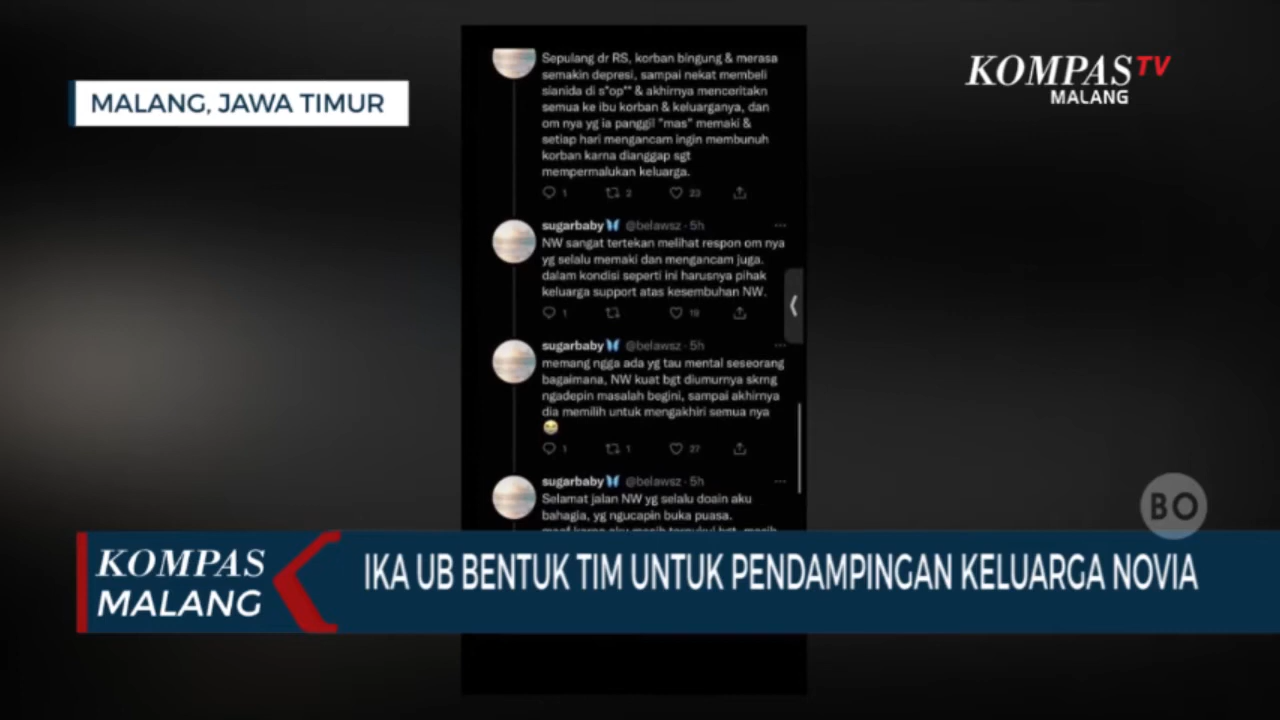 MALANG, JAWA TIMUR
KOMPAS TV
MALANG
Sepulang dr RS, korban bingung & merasa
semakin depresi, sampai nekat membeli
sianida di s*op** & akhirnya menceritakn
semua ke ibu korban & keluarganya, dan
om nya yg ia panggil "mas" memaki &
setiap hari mengancam ingin membunuh
korban karna dianggap sgt
mempermalukan keluarga.
1 2 23
sugarbaby @belawsz · 5h
NW sangat tertekan melihat respon om nya
yg selalu memaki dan mengancam juga.
dalam kondisi seperti ini harusnya pihak
keluarga support atas kesembuhan NW.
1 19
sugarbaby @belawsz · 5h
memang ngga ada yg tau mental seseorang
bagaimana, NW kuat bgt diumurnya skrng
ngadepin masalah begini, sampai akhirnya
dia memilih untuk mengakhiri semua nya
1 1 27
sugarbaby @belawsz · 5h
Selamat jalan NW yg selalu doain aku
bahagia, yg ngucapin buka puasa.
BO
KOMPAS
MALANG
IKA UB BENTUK TIM UNTUK PENDAMPINGAN KELUARGA NOVIA